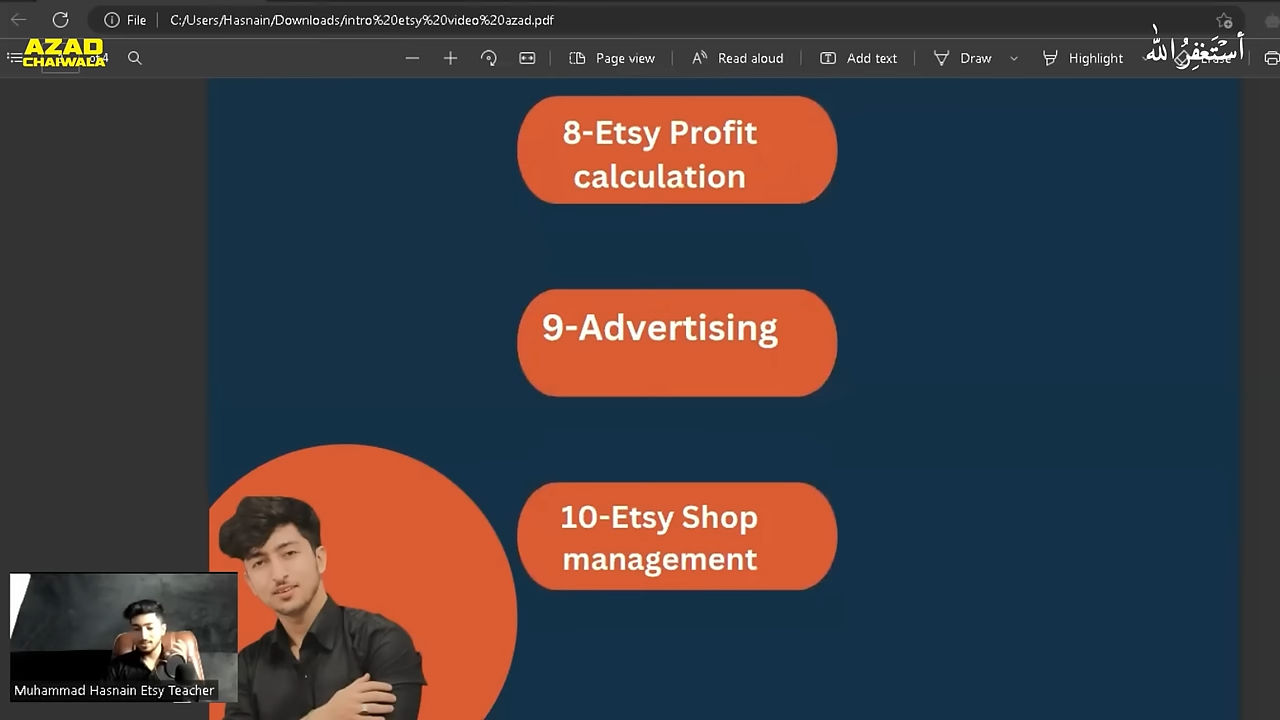 File
C:/Users/Hasnain/Downloads/intro%20etsy%20video%20azad.pdf
AZAD
CHAIWALA
Page view
Read aloud
Add text
Draw
Highlight
Erase
أستغفر الله
8-Etsy Profit
calculation
9-Advertising
10-Etsy Shop
management
Muhammad Hasnain Etsy Teacher